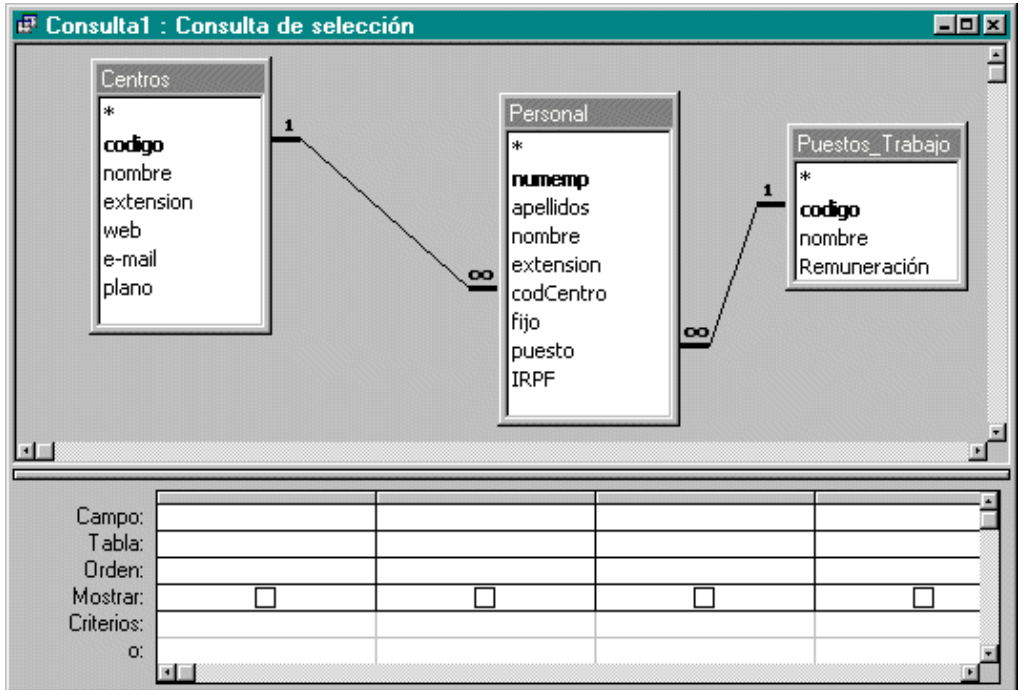 Consulta1 : Consulta de selección
Centros
*
codigo
nombre
extension
web
e-mail
plano
1
∞
Personal
*
numemp
apellidos
nombre
extension
codCentro
fijo
puesto
IRPF
1
∞
Puestos_Trabajo
*
codigo
nombre
Remuneración
Campo:
Tabla:
Orden:
Mostrar:
Criterios:
o: